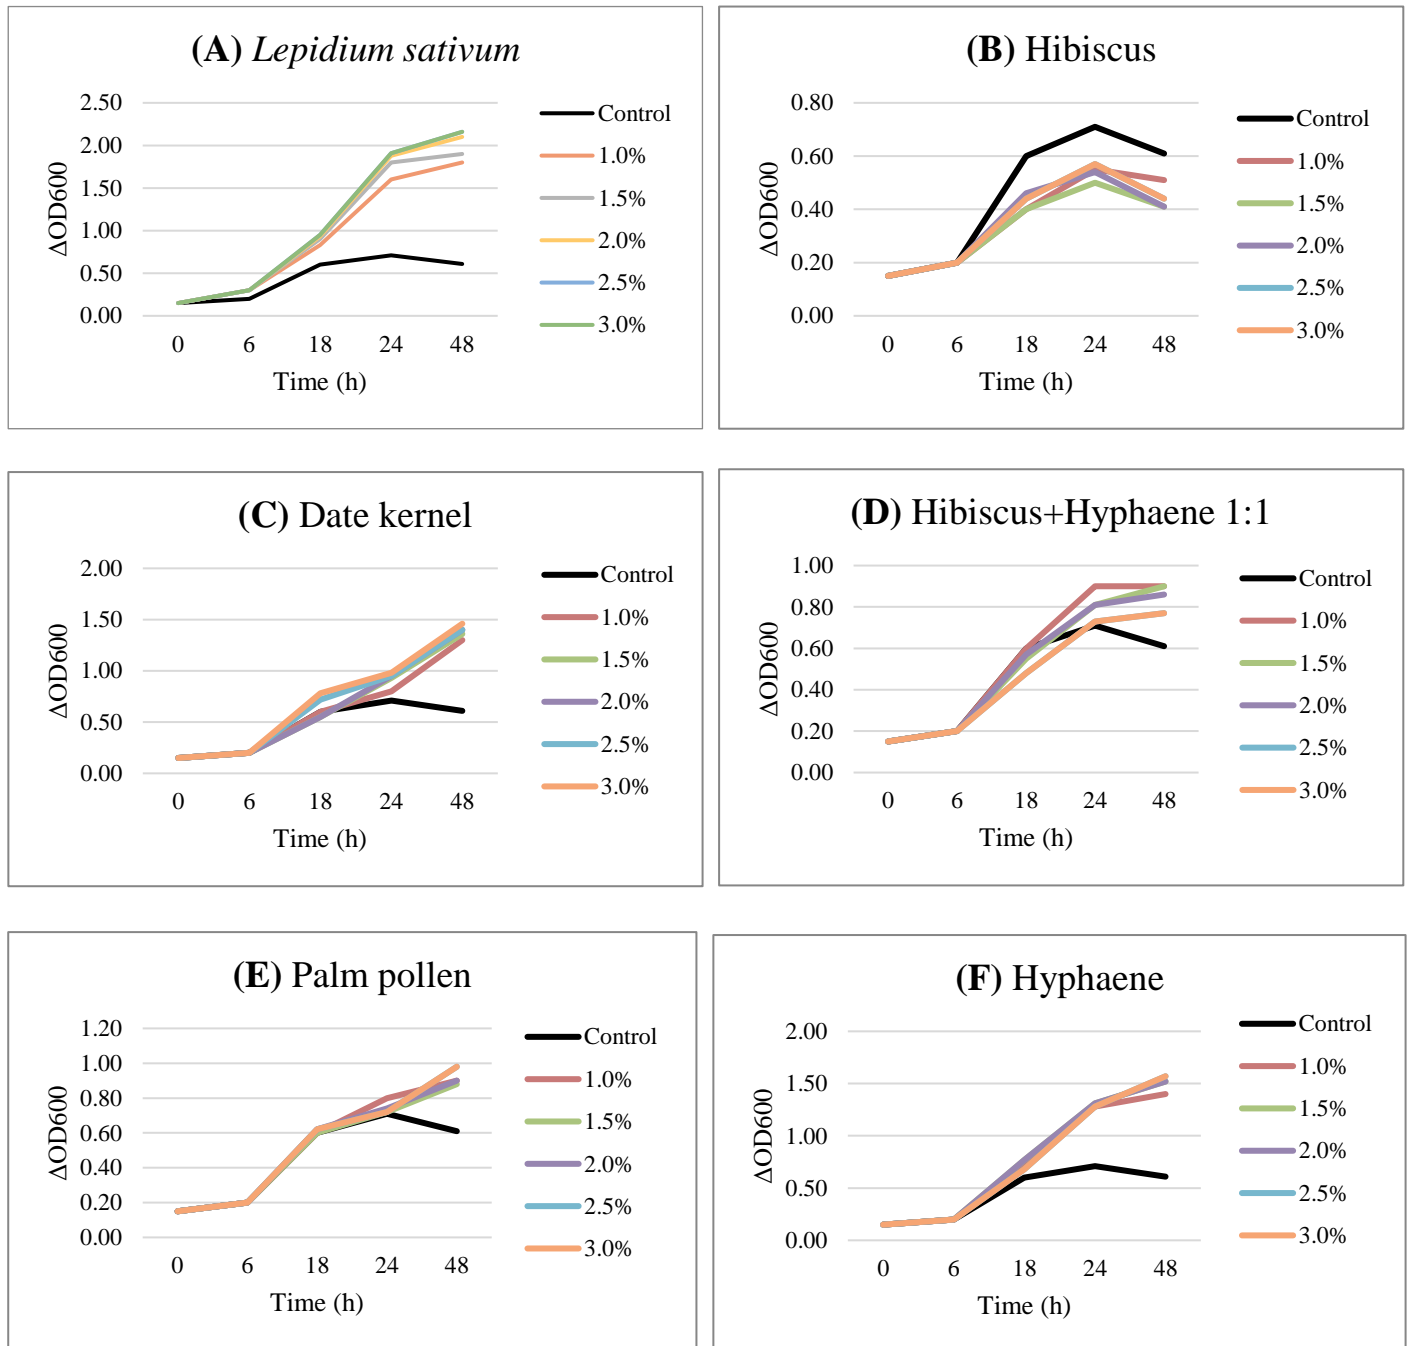 (A) Lepidium sativum
2.50
2.00
1.50
1.00
0.50
0.00
ΔOD600
0 6 18 24 48
Time (h)
Control
1.0%
1.5%
2.0%
2.5%
3.0%
(B) Hibiscus
0.80
0.60
0.40
0.20
0.00
ΔOD600
0 6 18 24 48
Time (h)
Control
1.0%
1.5%
2.0%
2.5%
3.0%
(C) Date kernel
2.00
1.50
1.00
0.50
0.00
ΔOD600
0 6 18 24 48
Time (h)
Control
1.0%
1.5%
2.0%
2.5%
3.0%
(D) Hibiscus+Hyphaene 1:1
1.00
0.80
0.60
0.40
0.20
0.00
ΔOD600
0 6 18 24 48
Time (h)
Control
1.0%
1.5%
2.0%
2.5%
3.0%
(E) Palm pollen
1.20
1.00
0.80
0.60
0.40
0.20
0.00
ΔOD600
0 6 18 24 48
Time (h)
Control
1.0%
1.5%
2.0%
2.5%
3.0%
(F) Hyphaene
2.00
1.50
1.00
0.50
0.00
ΔOD600
0 6 18 24 48
Time (h)
Control
1.0%
1.5%
2.0%
2.5%
3.0%